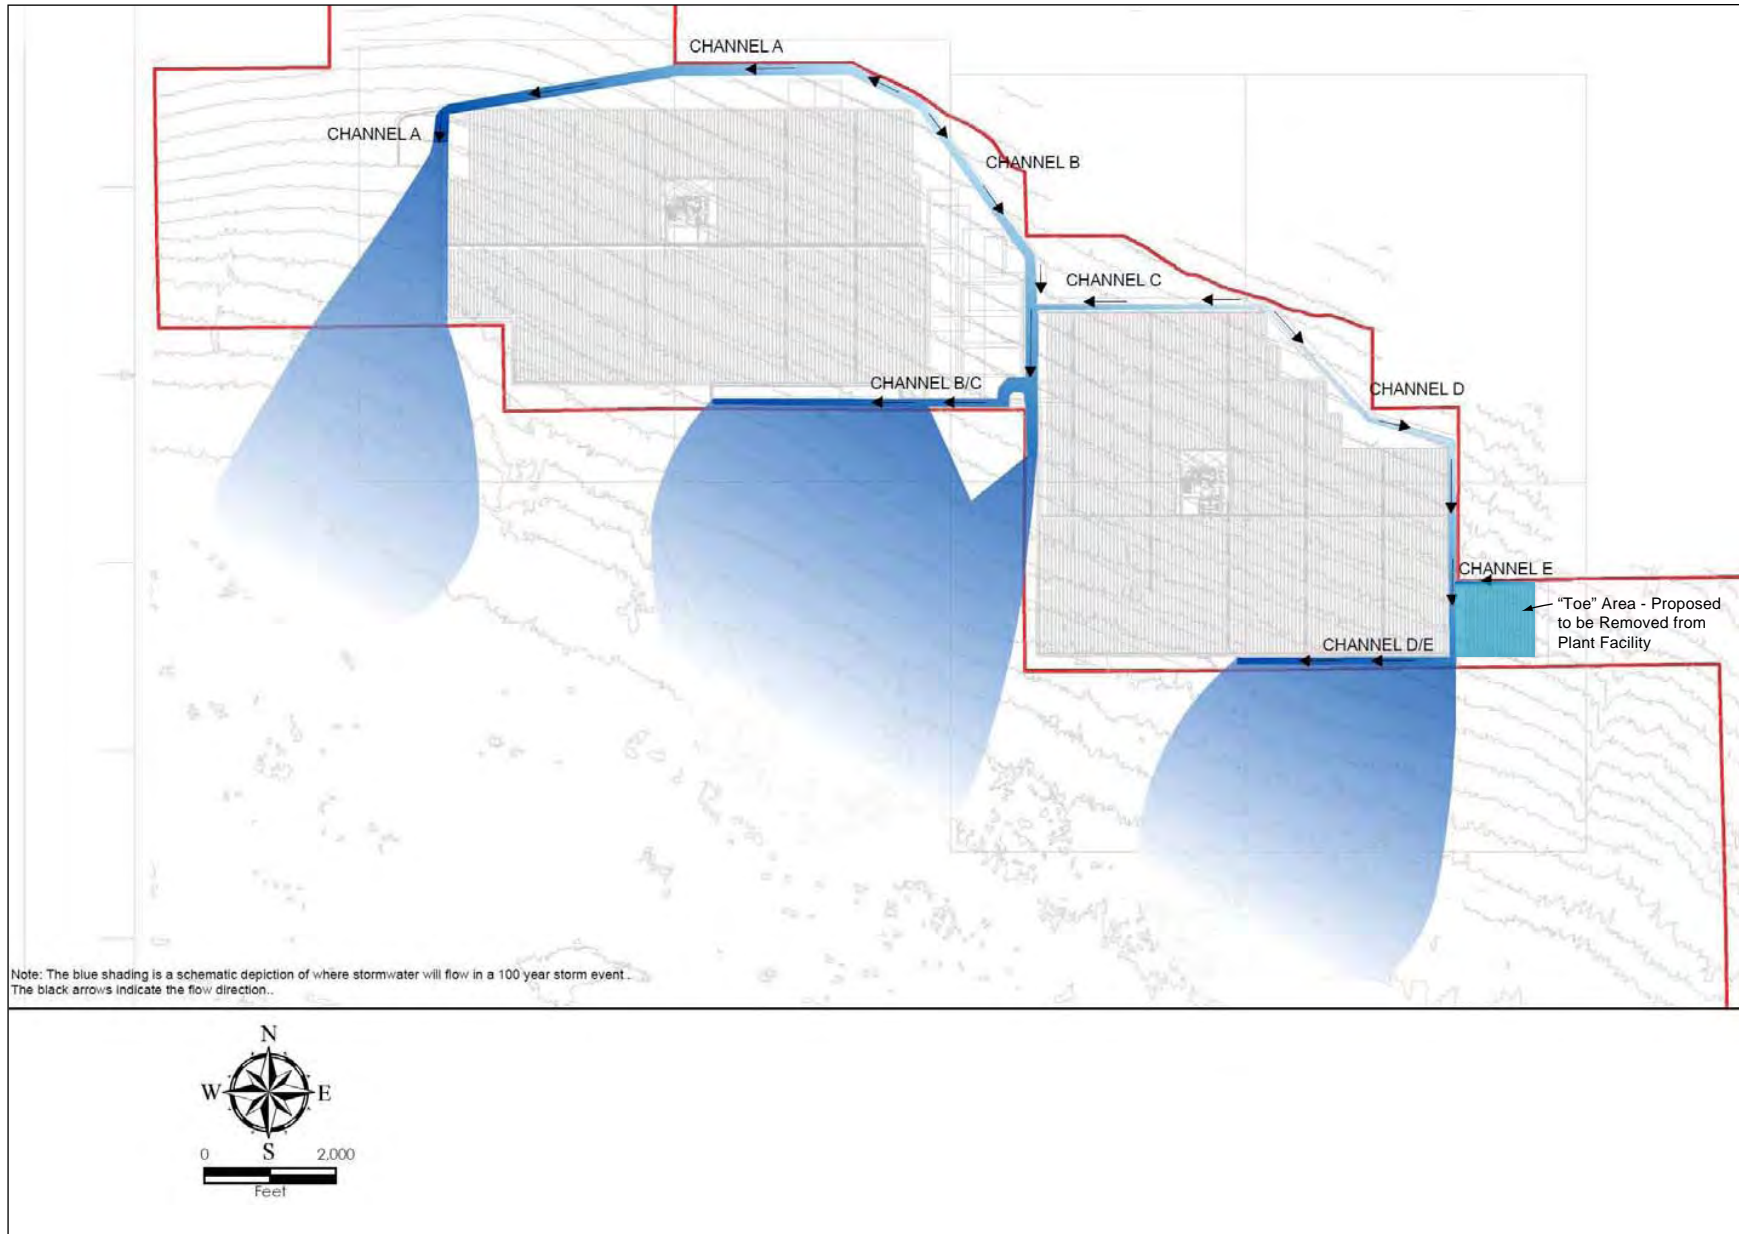 CHANNEL A
CHANNEL A
CHANNEL B
CHANNEL C
CHANNEL B/C
CHANNEL D
CHANNEL E
"Toe" Area - Proposed
to be Removed from
Plant Facility
CHANNEL D/E
Note: The blue shading is a schematic depiction of where stormwater will flow in a 100 year storm event..
The black arrows indicate the flow direction..
N
W E
S
0 2,000
Feet